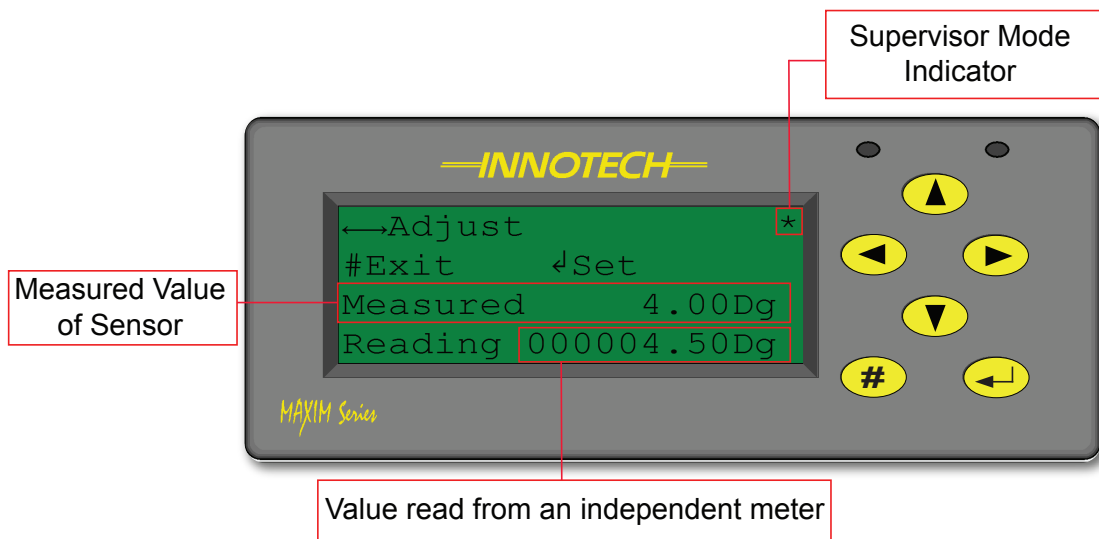 Supervisor Mode
Indicator
INNOTECH
←→Adjust *
#Exit ↲Set
Measured Value
of Sensor
Measured 4.00Dg
Reading 000004.50Dg
#
MAXIM Series
Value read from an independent meter